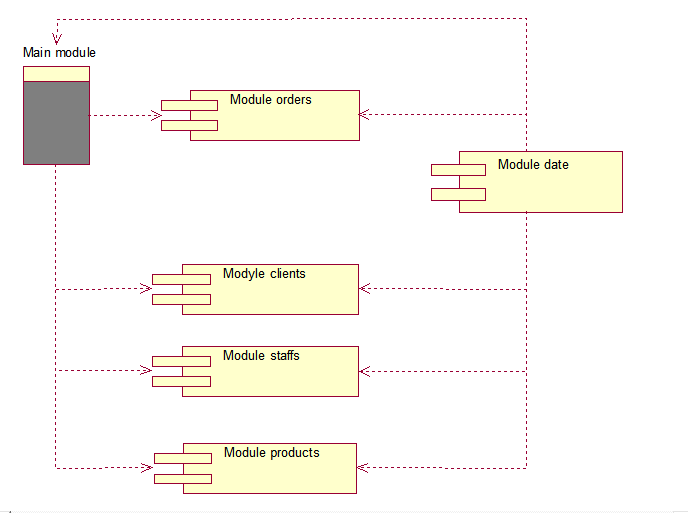 Main module
Module orders
Module date
Modyle clients
Module staffs
Module products